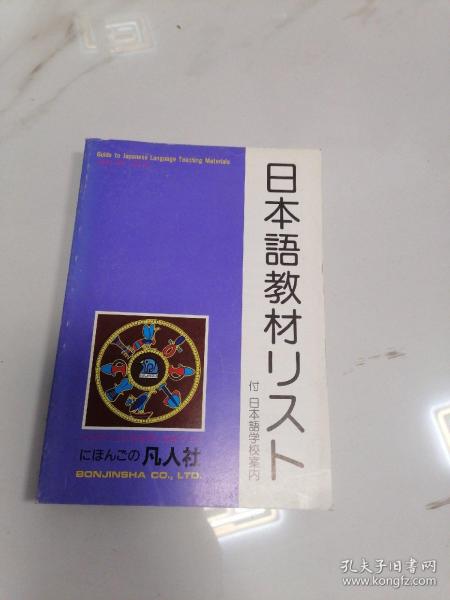 Guide to Japanese Language Teaching Materials
日本語教材リスト
付 日本語学校案内
にほんごの凡人社
BONJINSHA CO., LTD.
孔夫子旧书网
www.kongfz.com